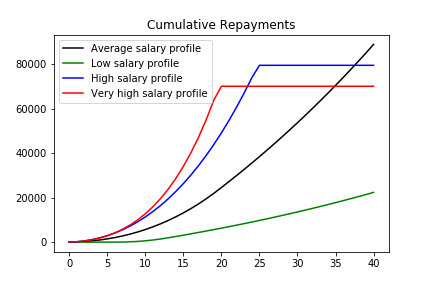 Cumulative Repayments
Average salary profile
Low salary profile
High salary profile
Very high salary profile
80000
60000
40000
20000
0
0 5 10 15 20 25 30 35 40